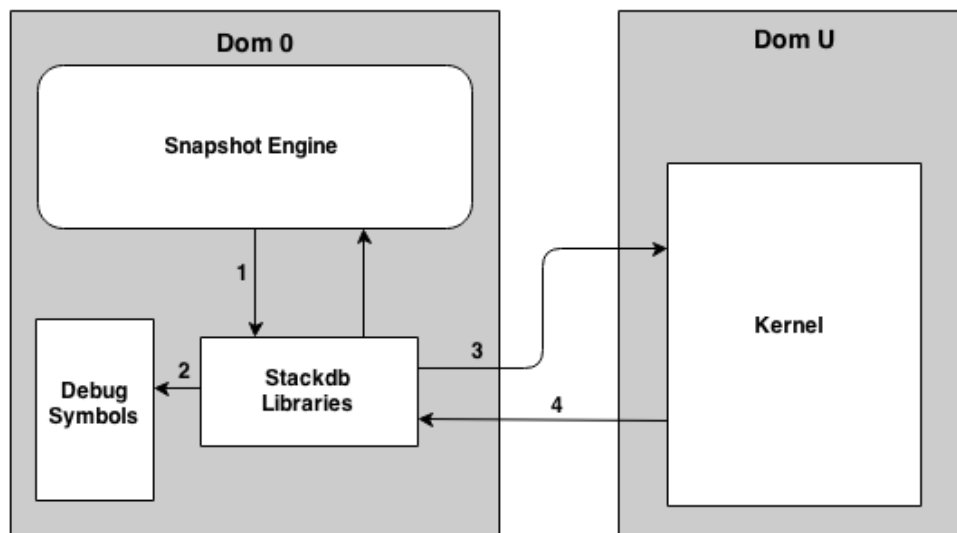 Dom 0
Dom U
Snapshot Engine
1
Kernel
3
2
Stackdb
Libraries
Debug
Symbols
4